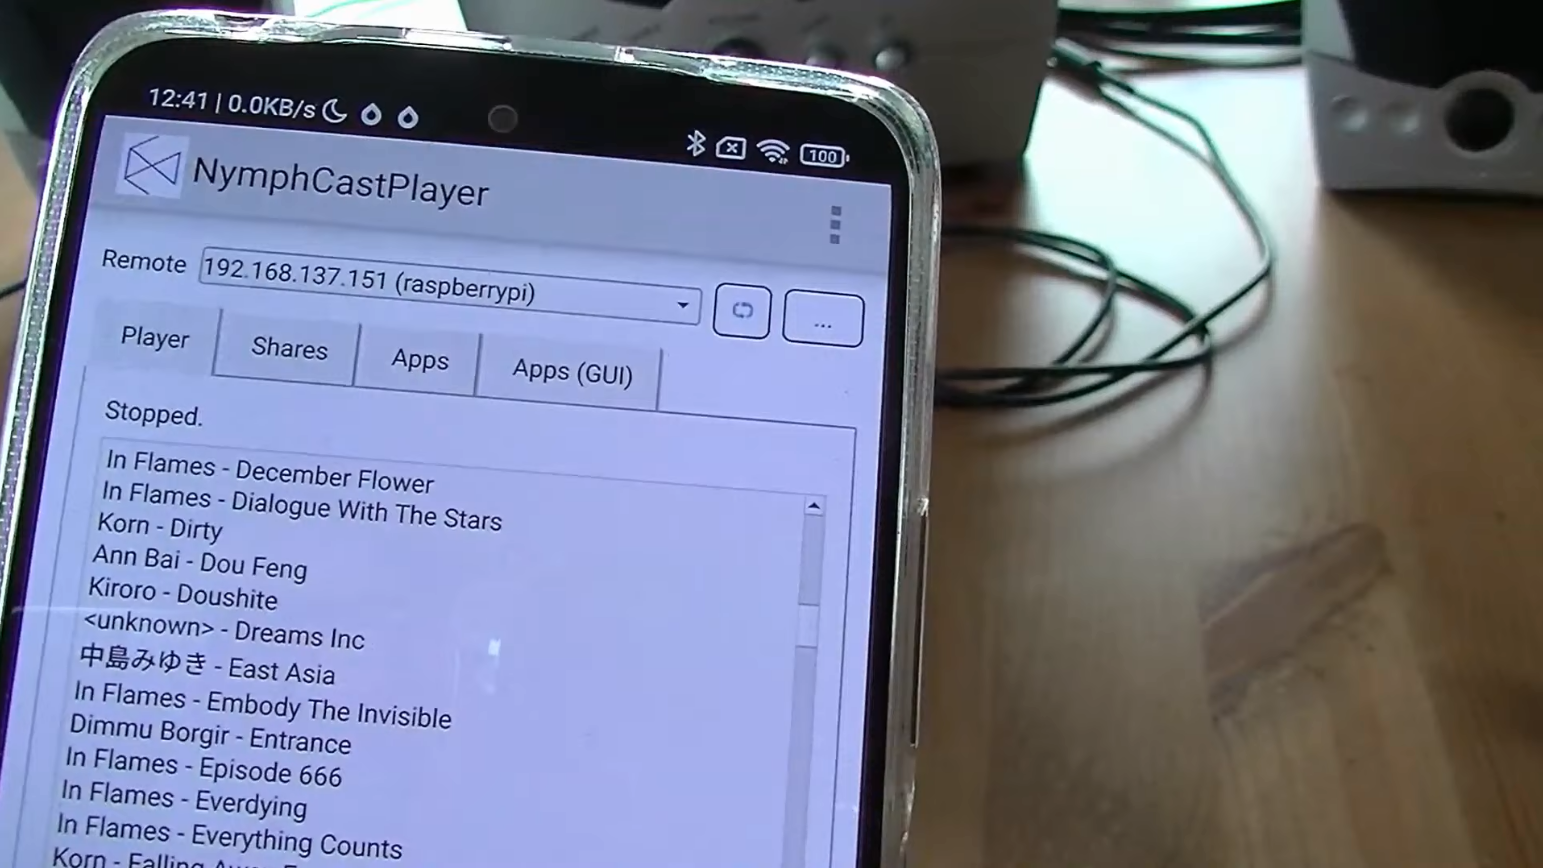 12:41 | 0.0KB/s
100
NymphCastPlayer
Remote 192.168.137.151 (raspberrypi) ...
Player Shares Apps Apps (GUI)
Stopped.
In Flames - December Flower
In Flames - Dialogue With The Stars
Korn - Dirty
Ann Bai - Dou Feng
Kiroro - Doushite
<unknown> - Dreams Inc
中島みゆき - East Asia
In Flames - Embody The Invisible
Dimmu Borgir - Entrance
In Flames - Episode 666
In Flames - Everdying
In Flames - Everything Counts
Korn - Falling